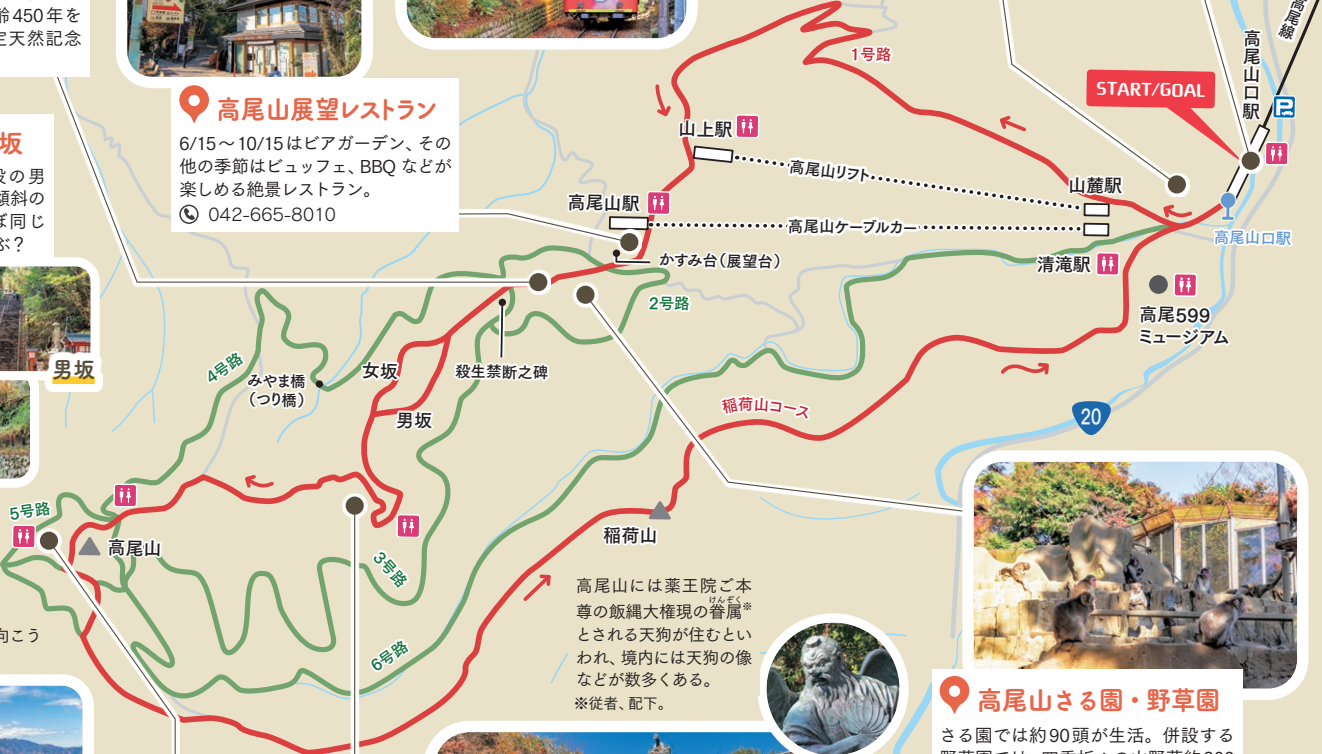 齢450年を
定天然記念
高尾山展望レストラン
6/15～10/15はビアガーデン、その
他の季節はビュッフェ、BBQ などが
楽しめる絶景レストラン。
042-665-8010
坂
段の男
傾斜の
ぼ同じ
ぶ？
男坂
1号路
START/GOAL
高尾線
高尾山口駅
P2
山上駅
高尾山リフト
山麓駅
高尾山駅
高尾山ケーブルカー
高尾山口駅
かすみ台（展望台）
清滝駅
2号路
高尾599
ミュージアム
4号路
みやま橋
（つり橋）
女坂
殺生禁断之碑
男坂
稲荷山コース
20
5号路
高尾山
3号路
稲荷山
6号路
向こう
高尾山には薬王院ご本
尊の飯縄大権現の眷属※
けんぞく
とされる天狗が住むとい
われ、境内には天狗の像
などが数多くある。
※従者、配下。
高尾山さる園・野草園
さる園では約90頭が生活。併設する